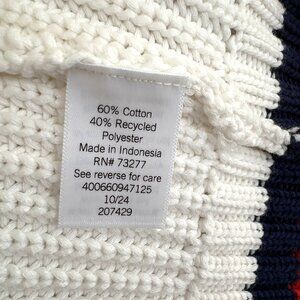 60% Cotton
40% Recycled
Polyester
Made in Indonesia
RN# 73277
See reverse for care
400660947125
10/24
207429